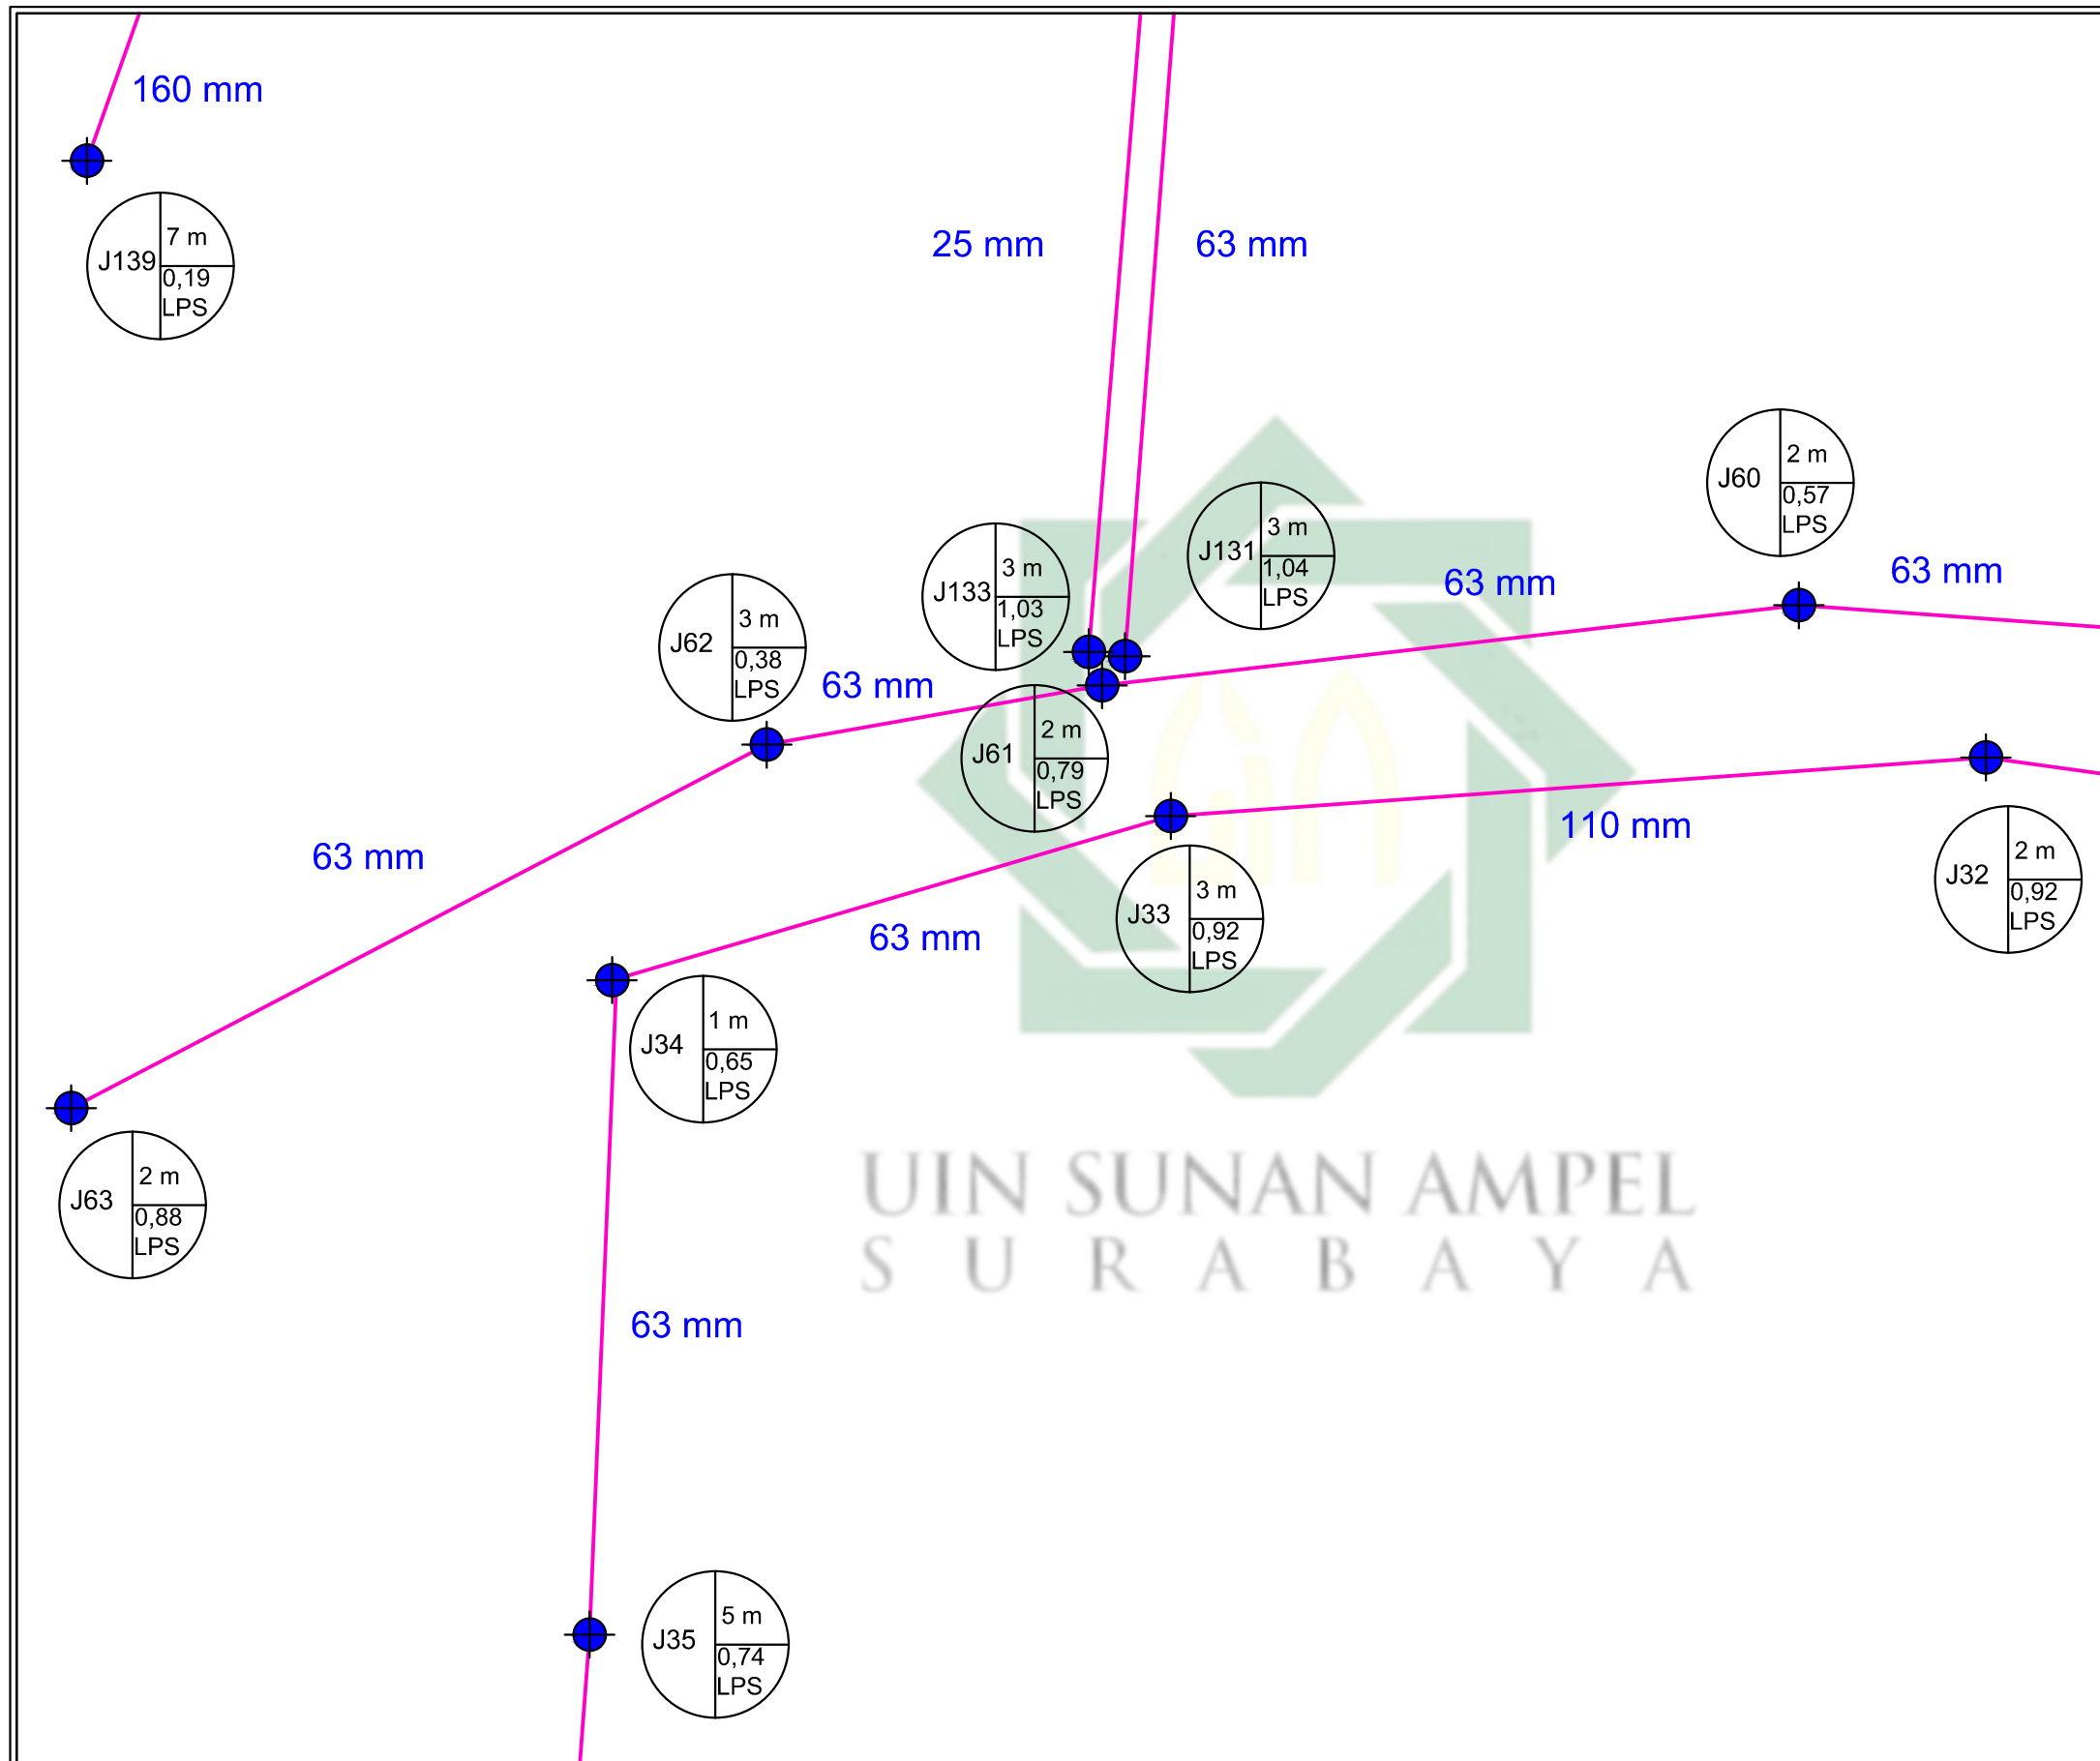 160 mm
7 m
J139
0,19
LPS
25 mm
63 mm
2 m
J60
0,57
LPS
63 mm
3 m
J131
1,04
LPS
63 mm
3 m
J133
1,03
LPS
3 m
J62
0,38
LPS
63 mm
2 m
J61
0,79
LPS
110 mm
2 m
J32
0,92
LPS
63 mm
3 m
J33
0,92
LPS
63 mm
1 m
J34
0,65
LPS
2 m
J63
0,88
LPS
UIN SUNAN AMPEL
S U R A B A Y A
63 mm
5 m
J35
0,74
LPS